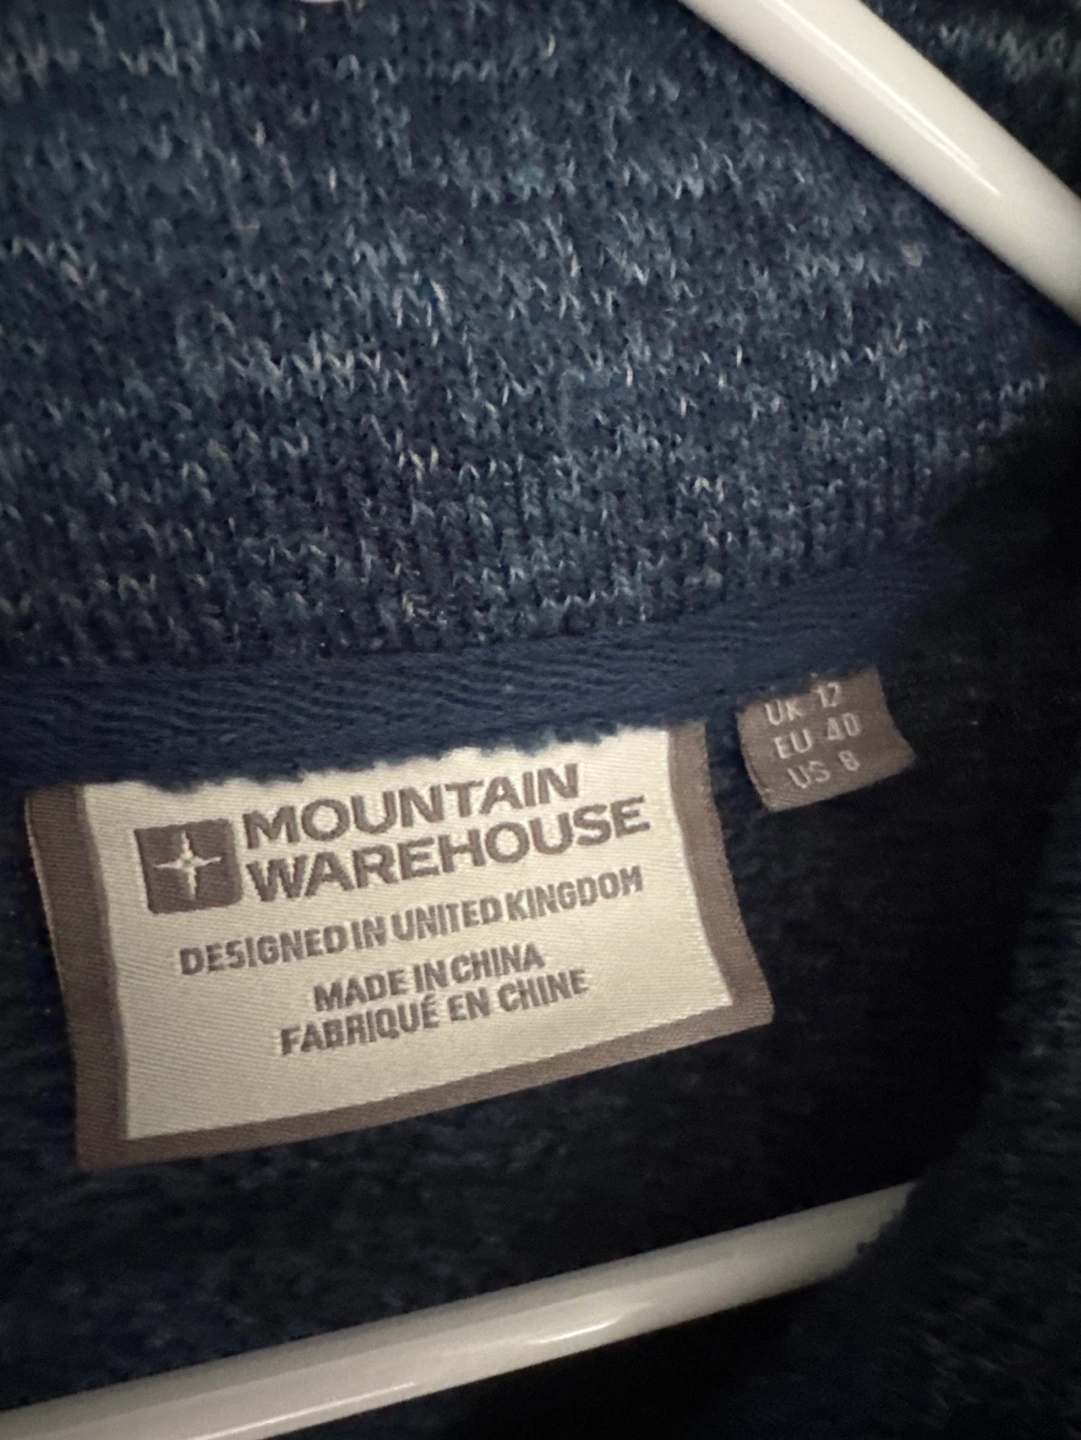 MOUNTAIN
WAREHOUSE
DESIGNED IN UNITED KINGDOM
MADE IN CHINA
FABRIQUÉ EN CHINE
UK 12
EU 40
US 8